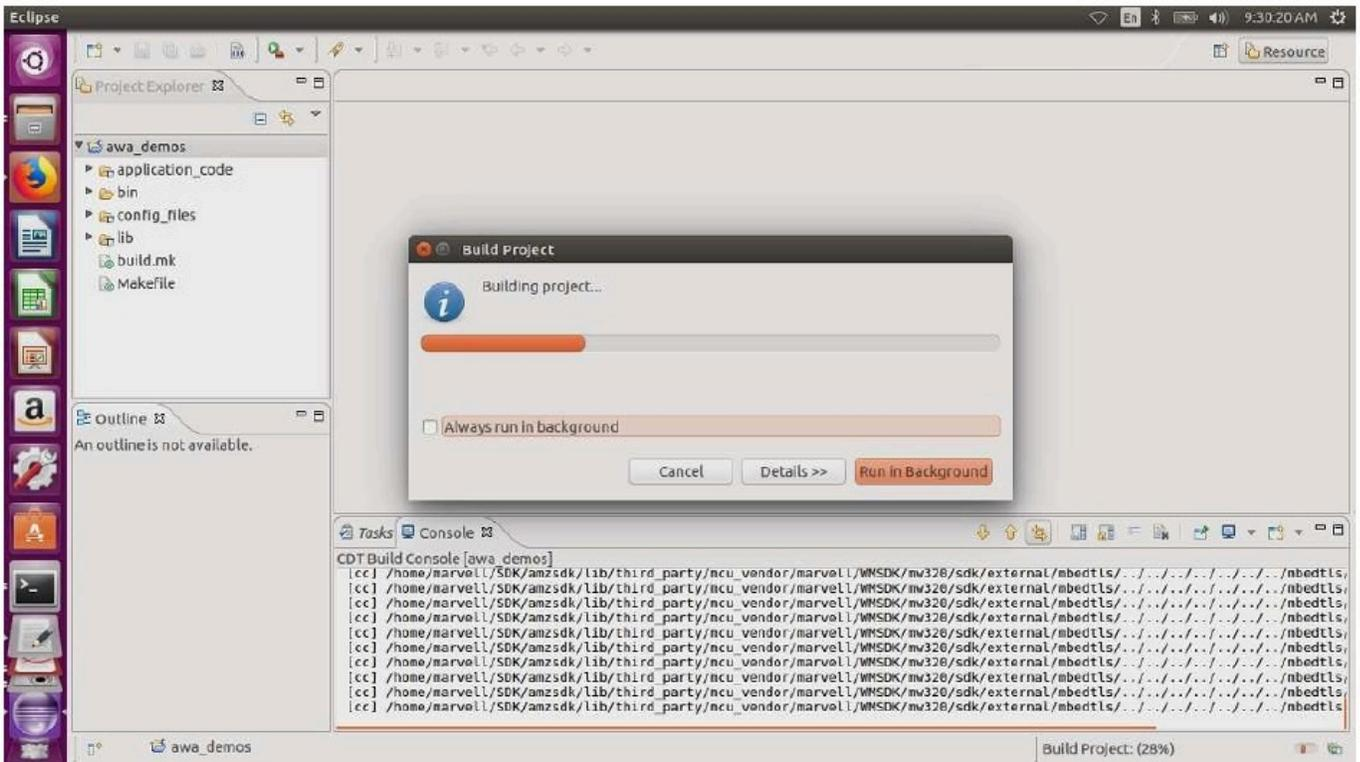 Eclipse
En
9:30:20 AM
Resource
Project Explorer
awa_demos
application_code
bin
config_files
lib
build.mk
Makefile
Build Project
Building project...
Always run in background
Cancel
Details >>
Run in Background
a
Outline
An outline is not available.
Tasks
Console
CDT Build Console [awa_demos]
[cc] /home/marvell/SDK/amzsdk/lib/third_party/mcu_vendor/marvell/WMSDK/mw320/sdk/external/mbedtls/../../../../../../mbedtls/
[cc] /home/marvell/SDK/amzsdk/lib/third_party/mcu_vendor/marvell/WMSDK/mw320/sdk/external/mbedtls/../../../../../../mbedtls/
[cc] /home/marvell/SDK/amzsdk/lib/third_party/mcu_vendor/marvell/WMSDK/mw320/sdk/external/mbedtls/../../../../../../mbedtls/
[cc] /home/marvell/SDK/amzsdk/lib/third_party/mcu_vendor/marvell/WMSDK/mw320/sdk/external/mbedtls/../../../../../../mbedtls/
[cc] /home/marvell/SDK/amzsdk/lib/third_party/mcu_vendor/marvell/WMSDK/mw320/sdk/external/mbedtls/../../../../../../mbedtls/
[cc] /home/marvell/SDK/amzsdk/lib/third_party/mcu_vendor/marvell/WMSDK/mw320/sdk/external/mbedtls/../../../../../../mbedtls/
[cc] /home/marvell/SDK/amzsdk/lib/third_party/mcu_vendor/marvell/WMSDK/mw320/sdk/external/mbedtls/../../../../../../mbedtls/
[cc] /home/marvell/SDK/amzsdk/lib/third_party/mcu_vendor/marvell/WMSDK/mw320/sdk/external/mbedtls/../../../../../../mbedtls/
[cc] /home/marvell/SDK/amzsdk/lib/third_party/mcu_vendor/marvell/WMSDK/mw320/sdk/external/mbedtls/../../../../../../mbedtls/
[cc] /home/marvell/SDK/amzsdk/lib/third_party/mcu_vendor/marvell/WMSDK/mw320/sdk/external/mbedtls/../../../../../../mbedtls
awa_demos
Build Project: (28%)